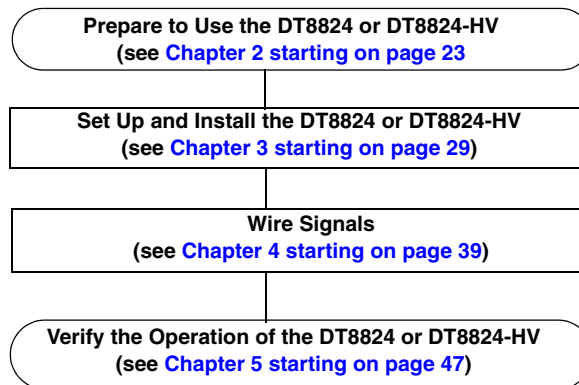 Prepare to Use the DT8824 or DT8824-HV
(see Chapter 2 starting on page 23
Set Up and Install the DT8824 or DT8824-HV
(see Chapter 3 starting on page 29)
Wire Signals
(see Chapter 4 starting on page 39)
Verify the Operation of the DT8824 or DT8824-HV
(see Chapter 5 starting on page 47)